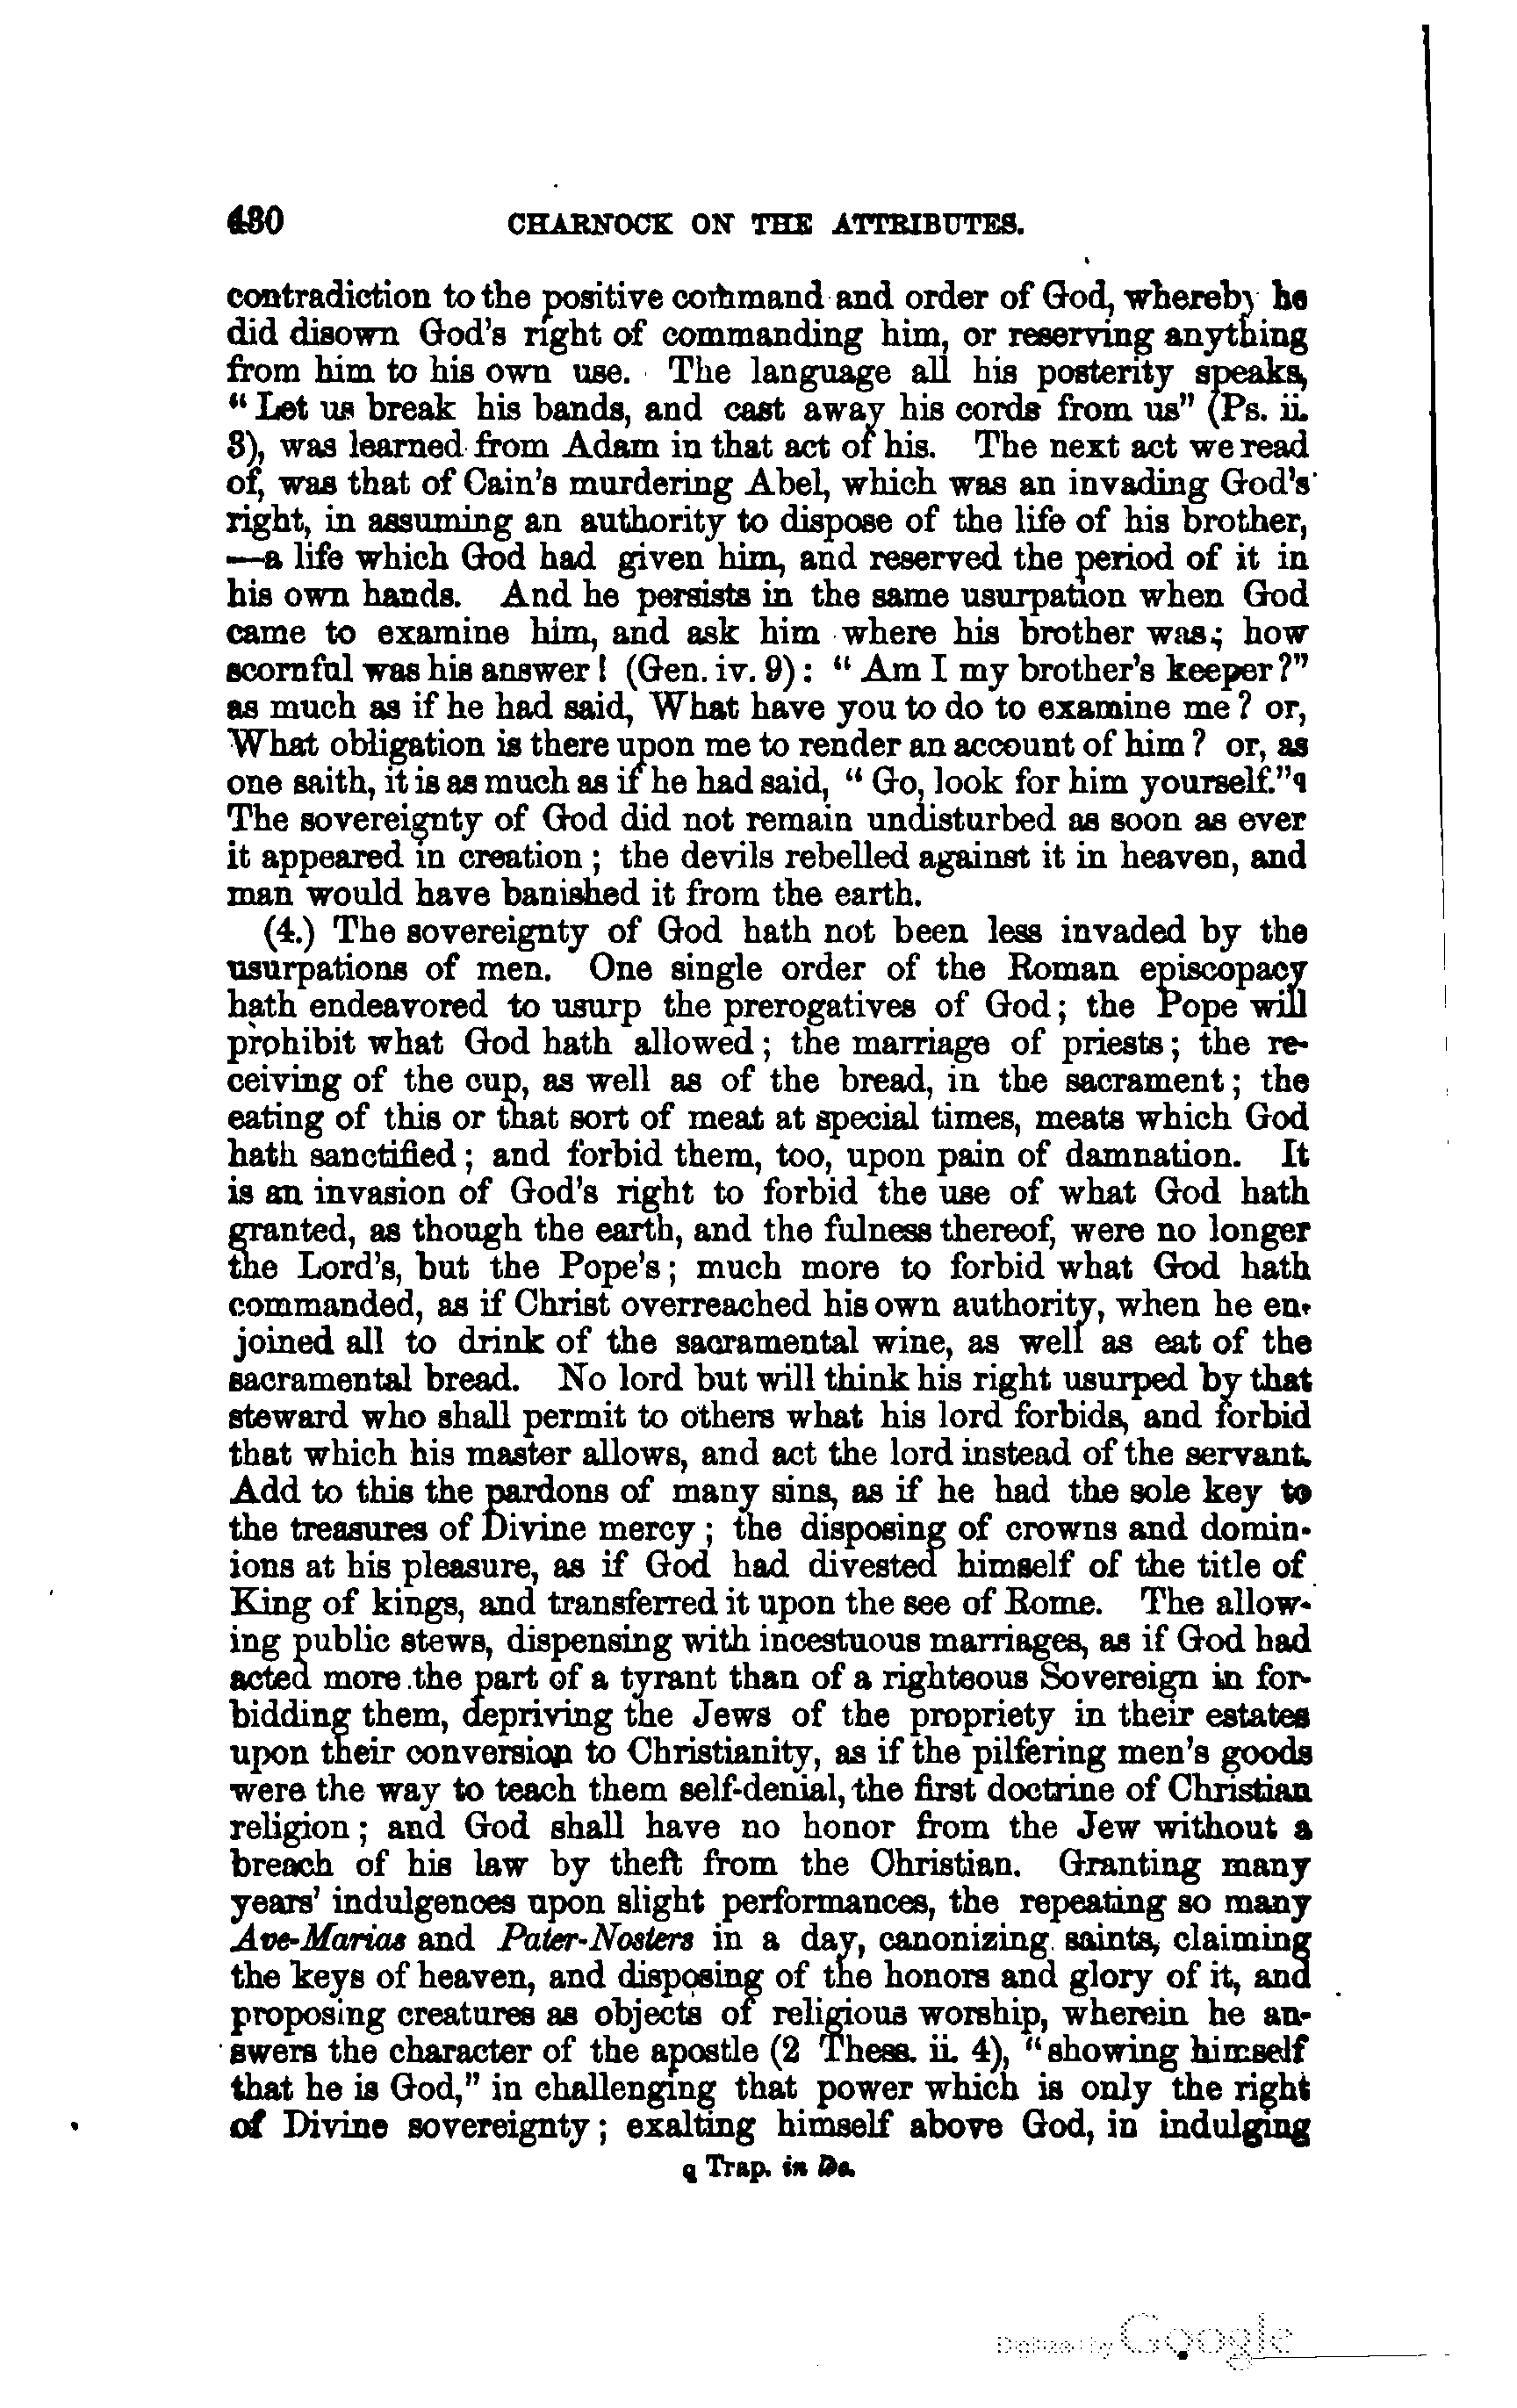 430 CHARNOCK ON THE ATTRIBUTES.
contradiction to the positive command and order of God, whereby he
did disown God's right of commanding him, or reserving anything
from him to his own use. The language all his posterity speaks,
"Let us break his bands, and cast away his cords from us" (Ps. ii.
3), was learned from Adam in that act of his. The next act we read
of, was that of Cain's murdering Abel, which was an invading God's
right, in assuming an authority to dispose of the life of his brother,
—a life which God had given him, and reserved the period of it in
his own hands. And he persists in the same usurpation when God
came to examine him, and ask him where his brother was; how
scornful was his answer! (Gen. iv. 9): "Am I my brother's keeper?"
as much as if he had said, What have you to do to examine me? or,
What obligation is there upon me to render an account of him? or, as
one saith, it is as much as if he had said, "Go, look for him yourself."q
The sovereignty of God did not remain undisturbed as soon as ever
it appeared in creation; the devils rebelled against it in heaven, and
man would have banished it from the earth.
(4.) The sovereignty of God hath not been less invaded by the
usurpations of men. One single order of the Roman episcopacy
hath endeavored to usurp the prerogatives of God; the Pope will
prohibit what God hath allowed; the marriage of priests; the re-
ceiving of the cup, as well as of the bread, in the sacrament; the
eating of this or that sort of meat at special times, meats which God
hath sanctified; and forbid them, too, upon pain of damnation. It
is an invasion of God's right to forbid the use of what God hath
granted, as though the earth, and the fulness thereof, were no longer
the Lord's, but the Pope's; much more to forbid what God hath
commanded, as if Christ overreached his own authority, when he en-
joined all to drink of the sacramental wine, as well as eat of the
sacramental bread. No lord but will think his right usurped by that
steward who shall permit to others what his lord forbids, and forbid
that which his master allows, and act the lord instead of the servant.
Add to this the pardons of many sins, as if he had the sole key to
the treasures of Divine mercy; the disposing of crowns and domin-
ions at his pleasure, as if God had divested himself of the title of
King of kings, and transferred it upon the see of Rome. The allow-
ing public stews, dispensing with incestuous marriages, as if God had
acted more the part of a tyrant than of a righteous Sovereign in for-
bidding them, depriving the Jews of the propriety in their estates
upon their conversion to Christianity, as if the pilfering men's goods
were the way to teach them self-denial, the first doctrine of Christian
religion; and God shall have no honor from the Jew without a
breach of his law by theft from the Christian. Granting many
years' indulgences upon slight performances, the repeating so many
Ave-Marias and Pater-Nosters in a day, canonizing saints, claiming
the keys of heaven, and disposing of the honors and glory of it, and
proposing creatures as objects of religious worship, wherein he an-
swers the character of the apostle (2 Thess. ii. 4), "showing himself
that he is God," in challenging that power which is only the right
of Divine sovereignty; exalting himself above God, in indulging
q Trap. in Do.
Digitized by Google